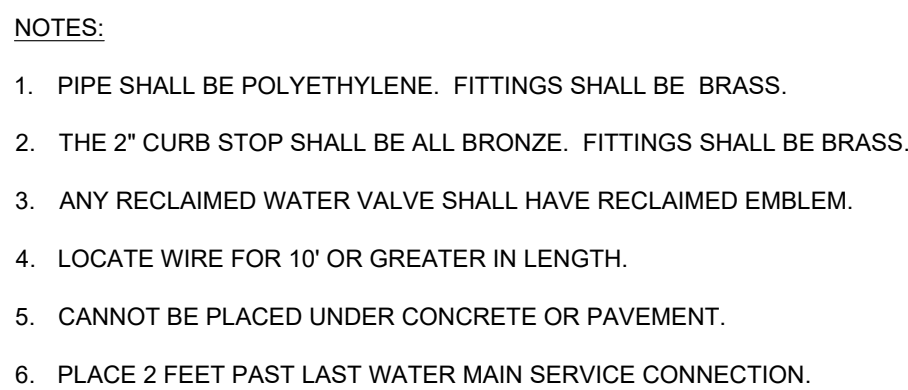 NOTES:
1. PIPE SHALL BE POLYETHYLENE. FITTINGS SHALL BE BRASS.
2. THE 2" CURB STOP SHALL BE ALL BRONZE. FITTINGS SHALL BE BRASS.
3. ANY RECLAIMED WATER VALVE SHALL HAVE RECLAIMED EMBLEM.
4. LOCATE WIRE FOR 10' OR GREATER IN LENGTH.
5. CANNOT BE PLACED UNDER CONCRETE OR PAVEMENT.
6. PLACE 2 FEET PAST LAST WATER MAIN SERVICE CONNECTION.